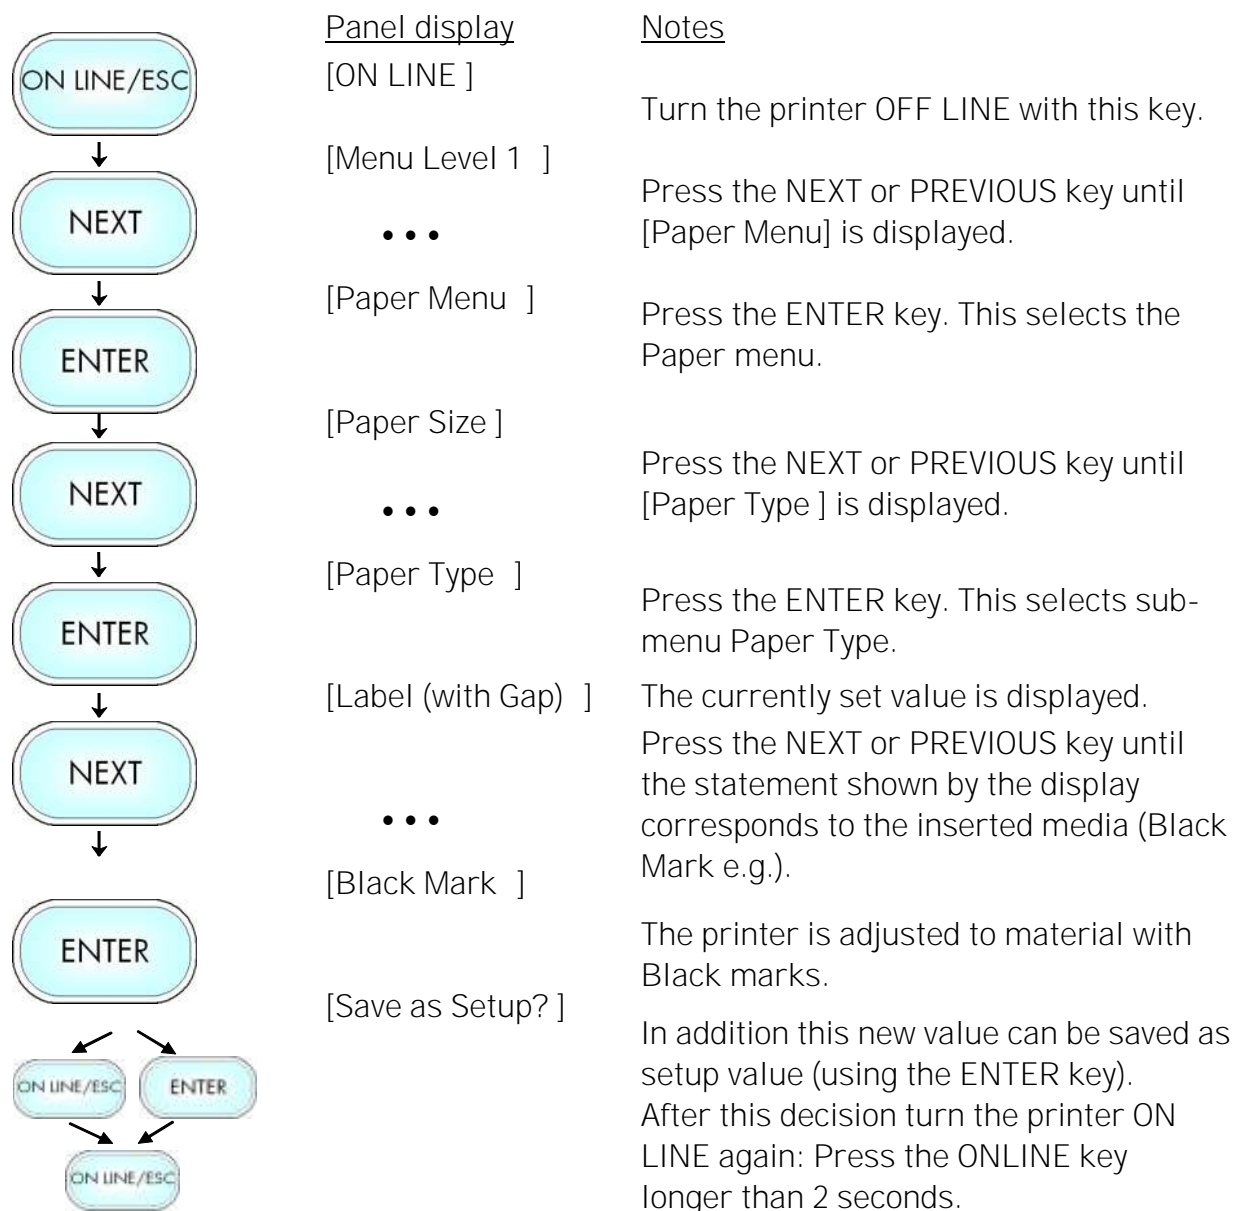 Panel display Notes
ON LINE/ESC
[ON LINE ]
Turn the printer OFF LINE with this key.
[Menu Level 1 ]
NEXT
Press the NEXT or PREVIOUS key until
• • •
[Paper Menu] is displayed.
[Paper Menu ]
Press the ENTER key. This selects the
ENTER
Paper menu.
[Paper Size ]
Press the NEXT or PREVIOUS key until
NEXT
• • •
[Paper Type ] is displayed.
[Paper Type ]
Press the ENTER key. This selects sub-
ENTER
menu Paper Type.
[Label (with Gap) ] The currently set value is displayed.
Press the NEXT or PREVIOUS key until
NEXT
the statement shown by the display
• • •
corresponds to the inserted media (Black
Mark e.g.).
[Black Mark ]
The printer is adjusted to material with
ENTER
Black marks.
[Save as Setup? ]
In addition this new value can be saved as
setup value (using the ENTER key).
ON LINE/ESC ENTER
After this decision turn the printer ON
LINE again: Press the ONLINE key
ON LINE/ESC
longer than 2 seconds.